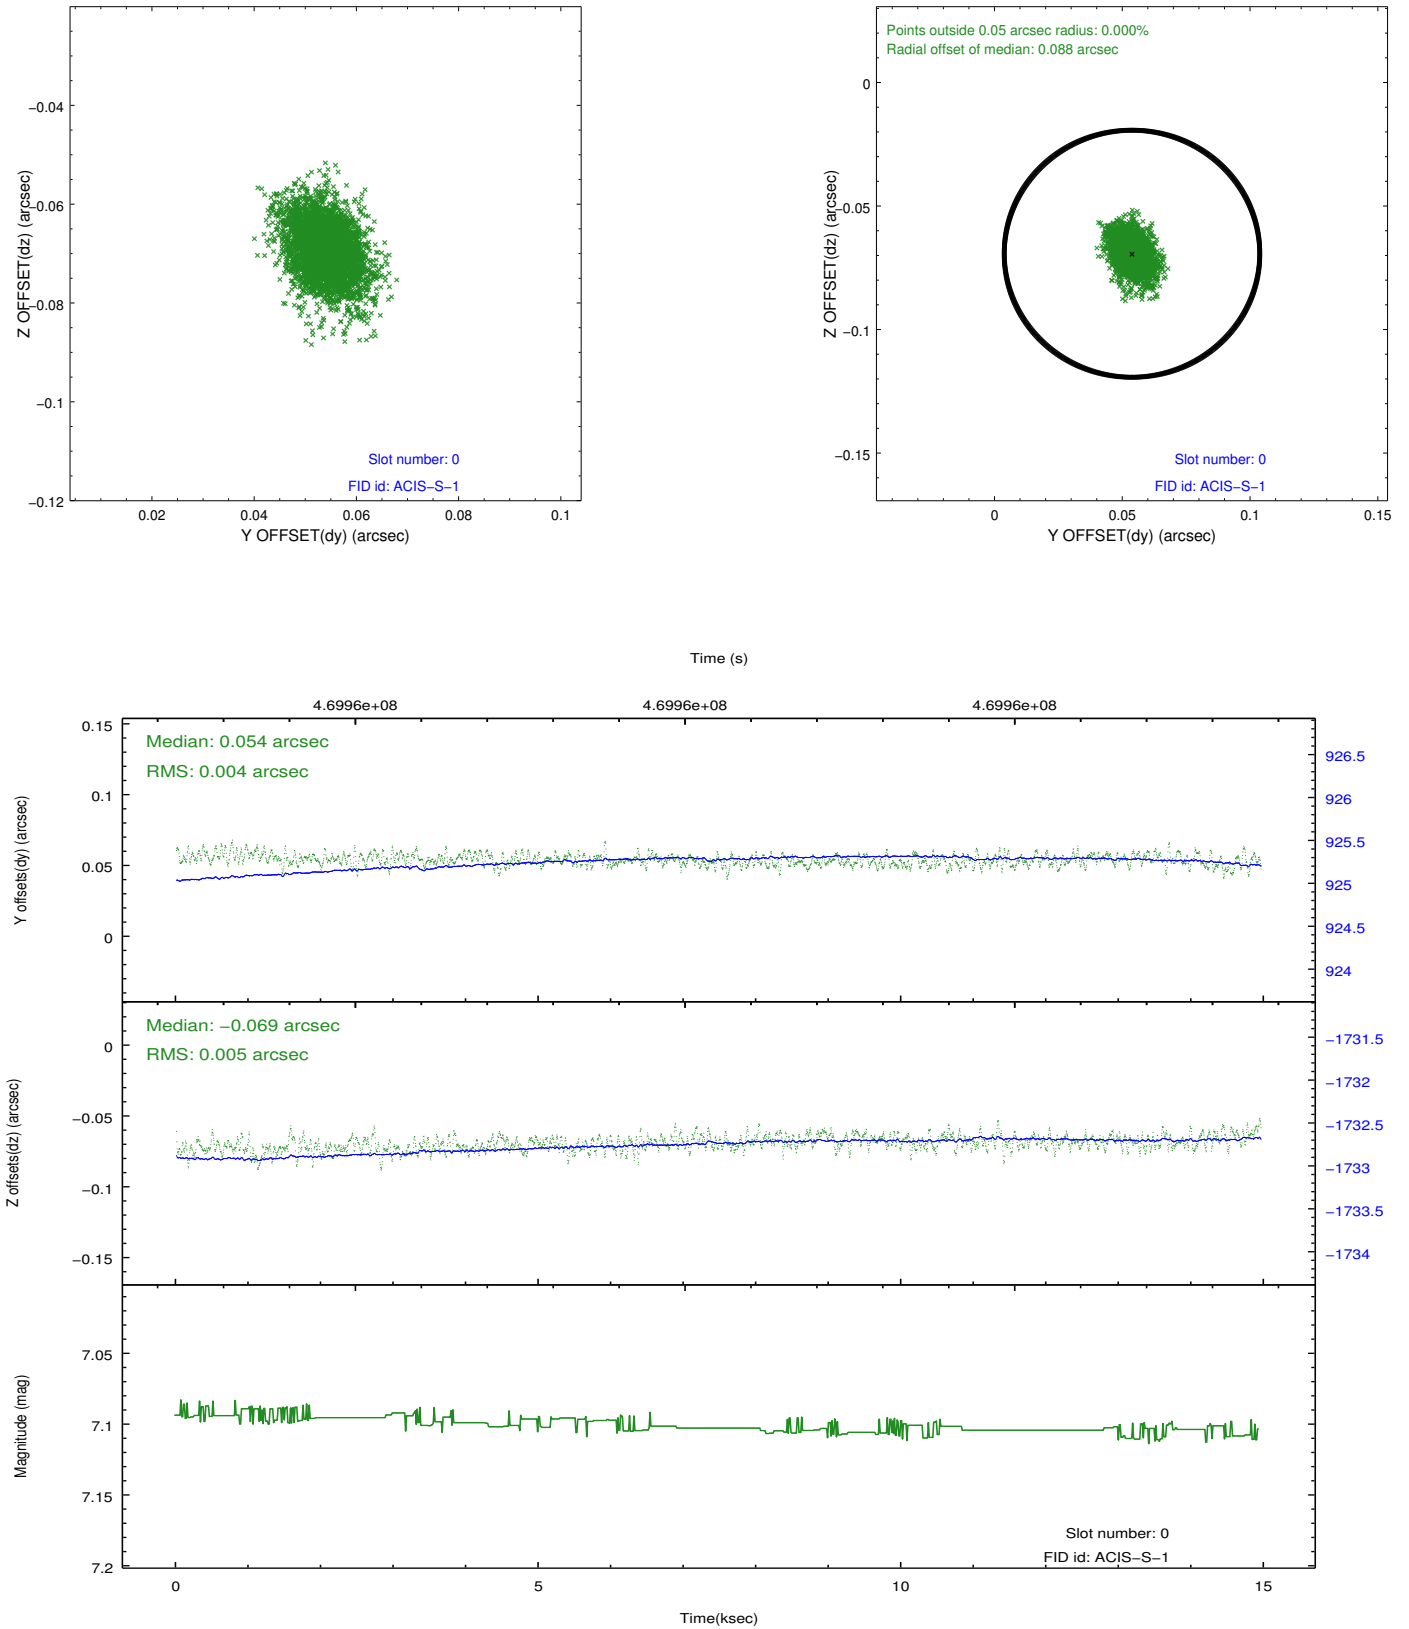 −0.04
−0.06
−0.08
−0.1
−0.12
Z OFFSET(dz) (arcsec)
Slot number: 0
FID id: ACIS−S−1
0.02
0.04
0.06
0.08
0.1
Y OFFSET(dy) (arcsec)
Points outside 0.05 arcsec radius: 0.000%
Radial offset of median: 0.088 arcsec
0
−0.05
−0.1
−0.15
Z OFFSET(dz) (arcsec)
Slot number: 0
FID id: ACIS−S−1
0
0.05
0.1
0.15
Y OFFSET(dy) (arcsec)
Time (s)
4.6996e+08
4.6996e+08
4.6996e+08
Median: 0.054 arcsec
RMS: 0.004 arcsec
0.15
0.1
0.05
0
Y offsets(dy) (arcsec)
926.5
926
925.5
925
924.5
924
Median: −0.069 arcsec
RMS: 0.005 arcsec
0
−0.05
−0.1
−0.15
Z offsets(dz) (arcsec)
−1731.5
−1732
−1732.5
−1733
−1733.5
−1734
7.05
7.1
7.15
7.2
Magnitude (mag)
Slot number: 0
FID id: ACIS−S−1
0
5
10
15
Time(ksec)